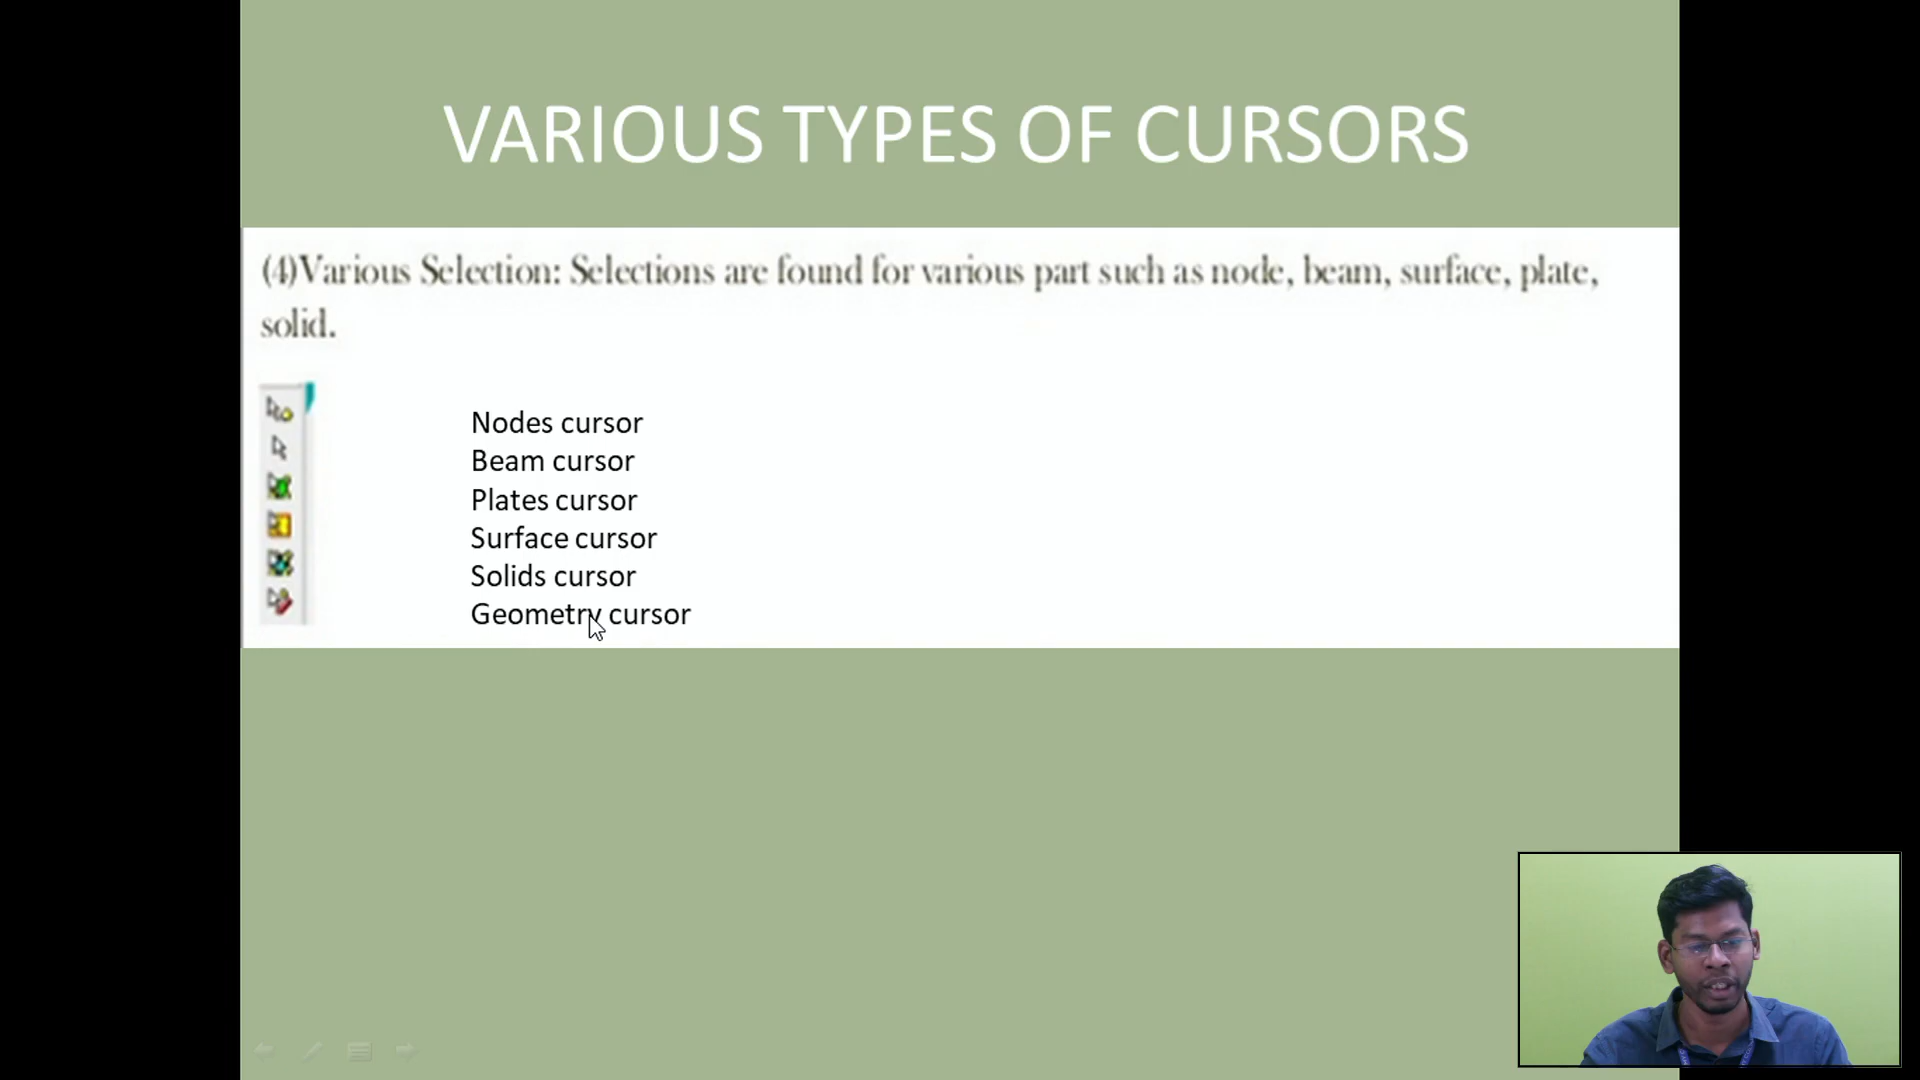 VARIOUS TYPES OF CURSORS
(4)Various Selection: Selections are found for various part such as node, beam, surface, plate,
solid.
Nodes cursor
Beam cursor
Plates cursor
Surface cursor
Solids cursor
Geometry cursor